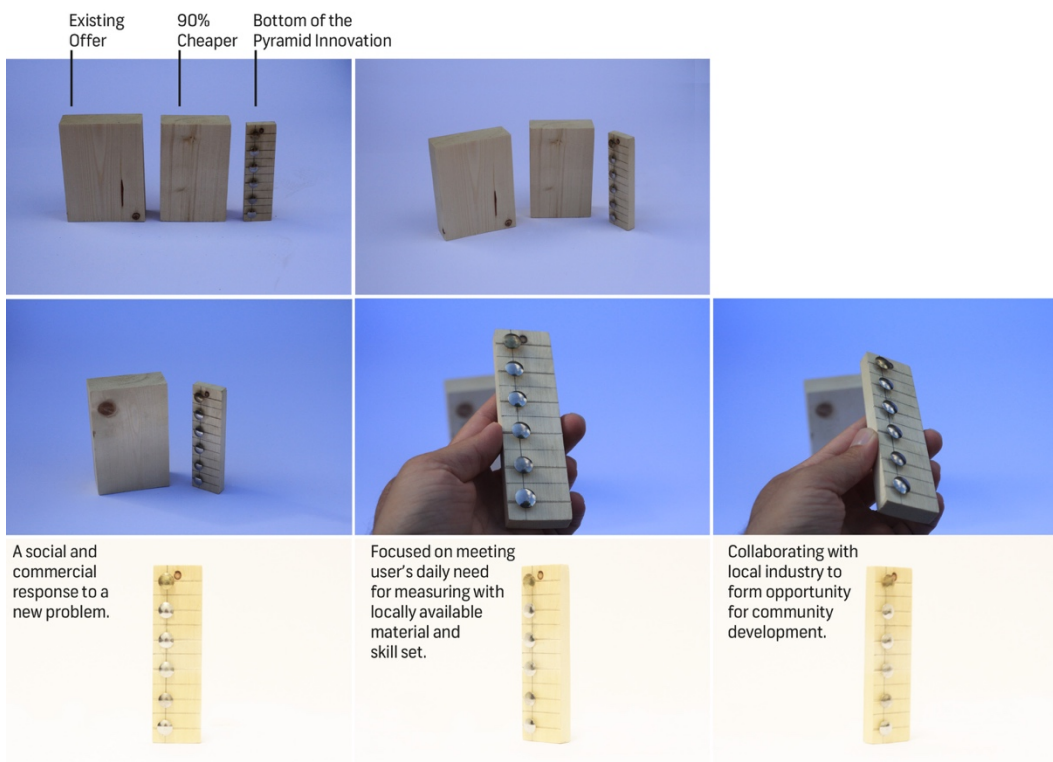 Existing
Offer
90%
Cheaper
Bottom of the
Pyramid Innovation
A social and
commercial
response to a
new problem.
Focused on meeting
user's daily need
for measuring with
locally available
material and
skill set.
Collaborating with
local industry to
form opportunity
for community
development.